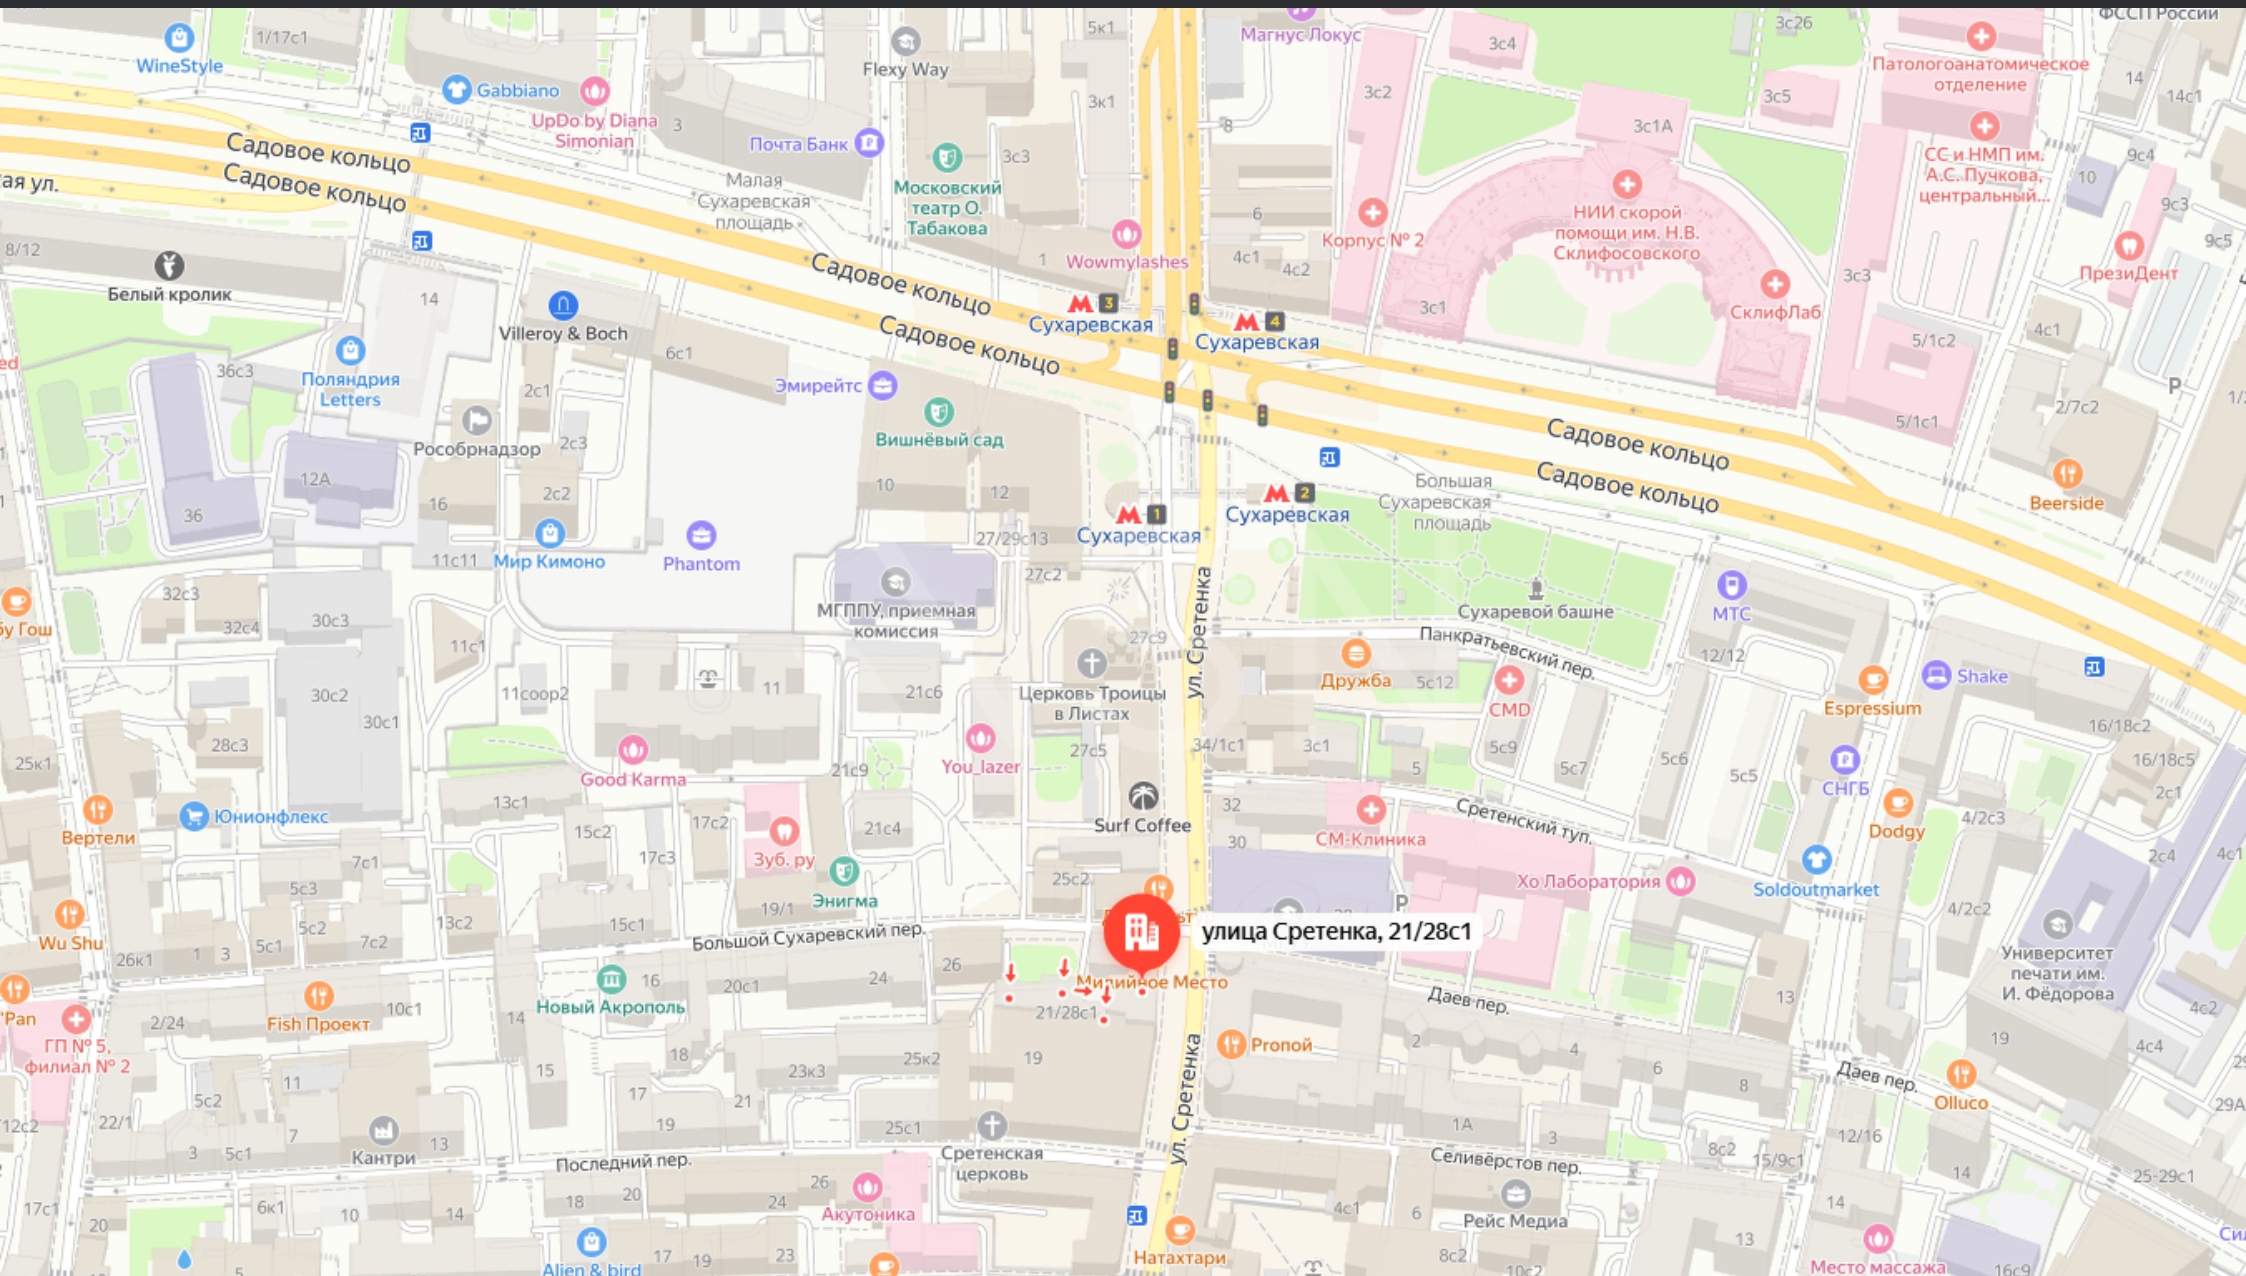 ФССП России
WineStyle
1/17с1
Gabbiano
UpDo by Diana
Simonian
3
Flexy Way
5к1
3к1
Почта Банк
3с3
Московский
театр О.
Табакова
Малая
Сухаревская
площадь
Магнус Локус
3с4
3с26
3с2
3с5
3с1А
8
6
4с1
4с2
Патологоанатомическое
отделение
14
14с1
СС и НМП им.
А.С. Пучкова,
центральный...
9с4
10
9с3
9с5
ПрезиДент
НИИ скорой
помощи им. Н.В.
Склифосовского
Корпус № 2
СклифЛаб
3с1
3с3
4с1
5/1с2
5/1с1
2/7с2
P
Beerside
Садовое кольцо
Садовое кольцо
ая ул.
8/12
Белый кролик
14
Villeroy & Boch
Поляндрия
Letters
36с3
12А
36
Рособрнадзор
2с1
2с3
2с2
16
11с11
Мир Кимоно
6с1
Wowmylashes
1
Садовое кольцо
Садовое кольцо
3
Сухаревская
4
Сухаревская
Эмирейтс
Вишнёвый сад
10
12
Phantom
27/29с13
27с2
1
Сухаревская
2
Сухаревская
Большая
Сухаревская
площадь
Садовое кольцо
Садовое кольцо
Сухаревой башне
МТС
12/12
Панкратьевский пер.
ул. Сретенка
МГППУ, приемная
комиссия
27с9
Церковь Троицы
в Листах
Дружба
5с12
CMD
Espressium
Shake
16/18с2
16/18с5
2с1
32с3
32с4
30с3
30с2
30с1
11с1
11соор2
11
21с6
28с3
25к1
Good Karma
21с9
You_lazer
27с5
34/1с1
3с1
5
5с9
5с7
5с6
5с5
СНГБ
Dodgy
4/2с3
Вертели
Юнионфлекс
13с1
15с2
17с2
17с3
Зуб. ру
21с4
Surf Coffee
32
30
СМ-Клиника
Сретенский туп.
Хо Лаборатория
Soldoutmarket
2с4
4с1
7с1
5с3
5с2
5с1
7с2
13с2
15с1
19/1
Энигма
25с2
P
4/2с2
Wu Shu
1
3
26к1
Большой Сухаревский пер.
улица Сретенка, 21/28с1
Университет
печати им.
И. Фёдорова
26
24
20с1
16
Новый Акрополь
10с1
Fish Проект
2/24
14
Мидийное Место
21/28с1
Даев пер.
13
4с2
'Pan
ГП № 5,
филиал № 2
18
25к2
19
Pропой
2
4
6
8
Даев пер.
19
4с4
Olluco
11
5с2
15
17
23к3
21
19
25с1
22/1
12с2
7
3
5с1
Кантри
13
Последний пер.
Сретенская
церковь
ул. Сретенка
1А
3
Селивёрстов пер.
8с2
15/9с1
12/16
14
29А
25-29с1
17с1
20
6к1
10
14
18
20
24
26
Акутоника
4с1
6
Рейс Медиа
14
5
Alien & bird
17
19
23
Натахтари
8с2
10с2
13
Место массажа
16с9